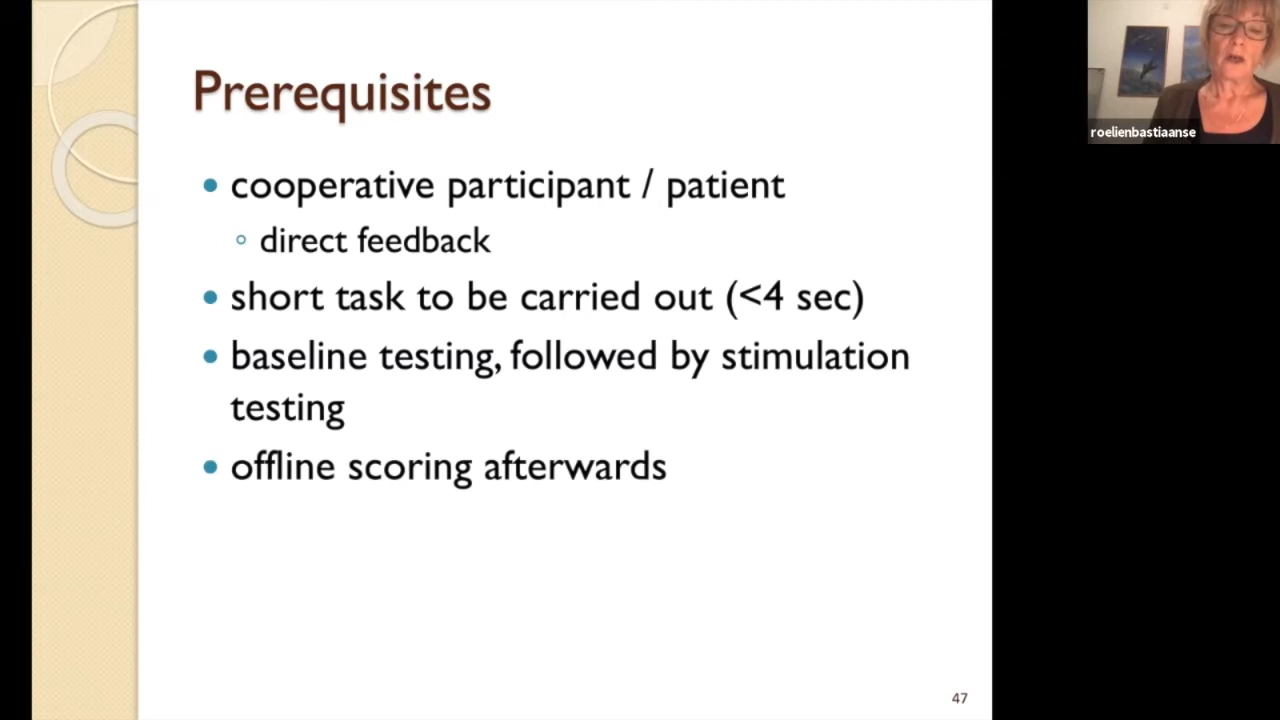 Prerequisites
• cooperative participant / patient
◦ direct feedback
• short task to be carried out (<4 sec)
• baseline testing, followed by stimulation
testing
• offline scoring afterwards
47
roelienbastiaanse